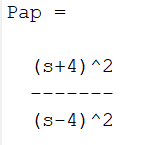 Pap =
(s+4)^2
-------
(s-4)^2